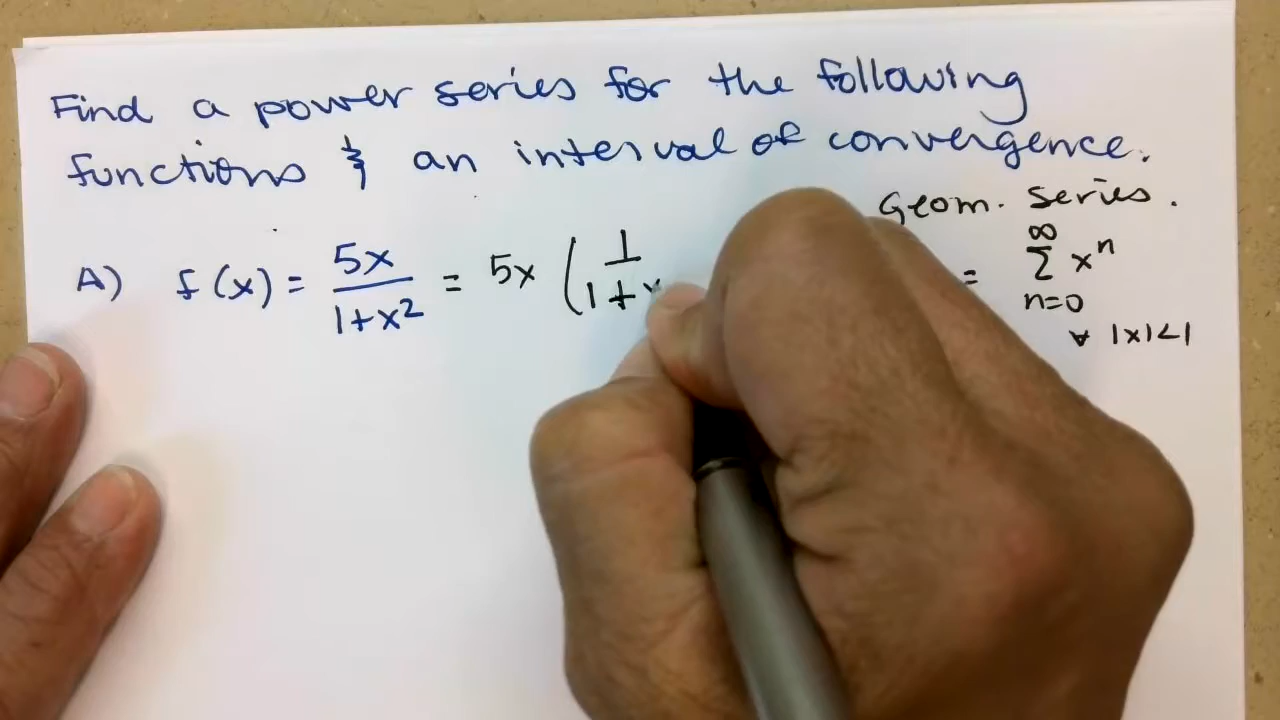 Find a power series for the following
functions & an interval of convergence.
Geom. Series.
A) f(x) = 5x/(1+x²) = 5x (1/(1+x = ∞ Σ n=0 xⁿ
∀ |x|<1